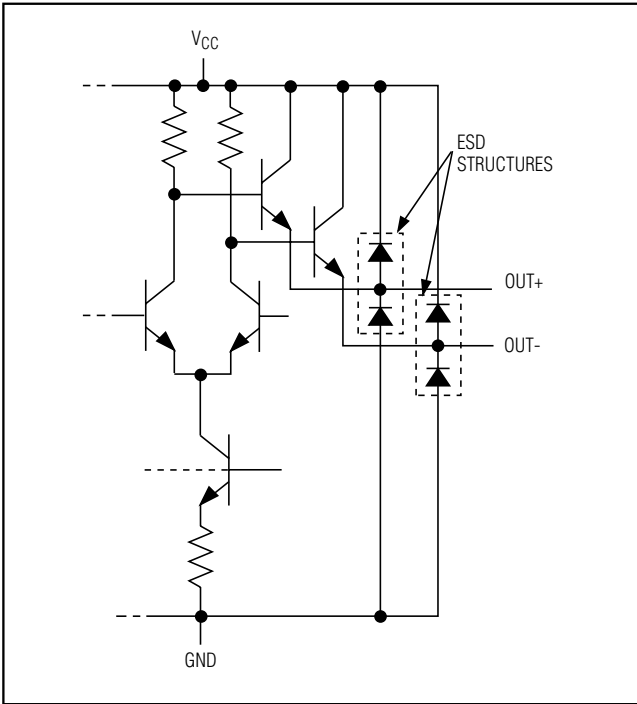 VCC
ESD
STRUCTURES
OUT+
OUT-
GND